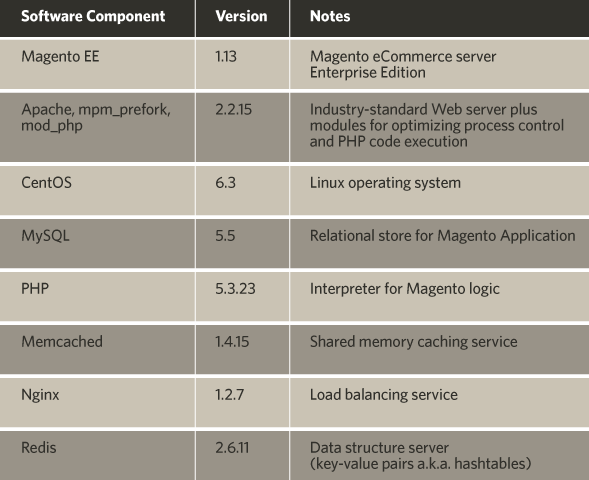 Software Component Version Notes
Magento EE 1.13 Magento eCommerce server
Enterprise Edition
Apache, mpm_prefork, 2.2.15 Industry-standard Web server plus
mod_php modules for optimizing process control
and PHP code execution
CentOS 6.3 Linux operating system
MySQL 5.5 Relational store for Magento Application
PHP 5.3.23 Interpreter for Magento logic
Memcached 1.4.15 Shared memory caching service
Nginx 1.2.7 Load balancing service
Redis 2.6.11 Data structure server
(key-value pairs a.k.a. hashtables)